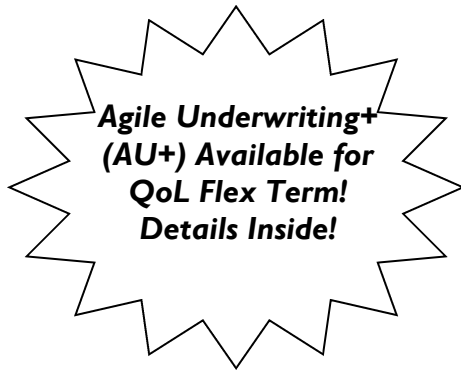 Agile Underwriting+
(AU+) Available for
QoL Flex Term!
Details Inside!